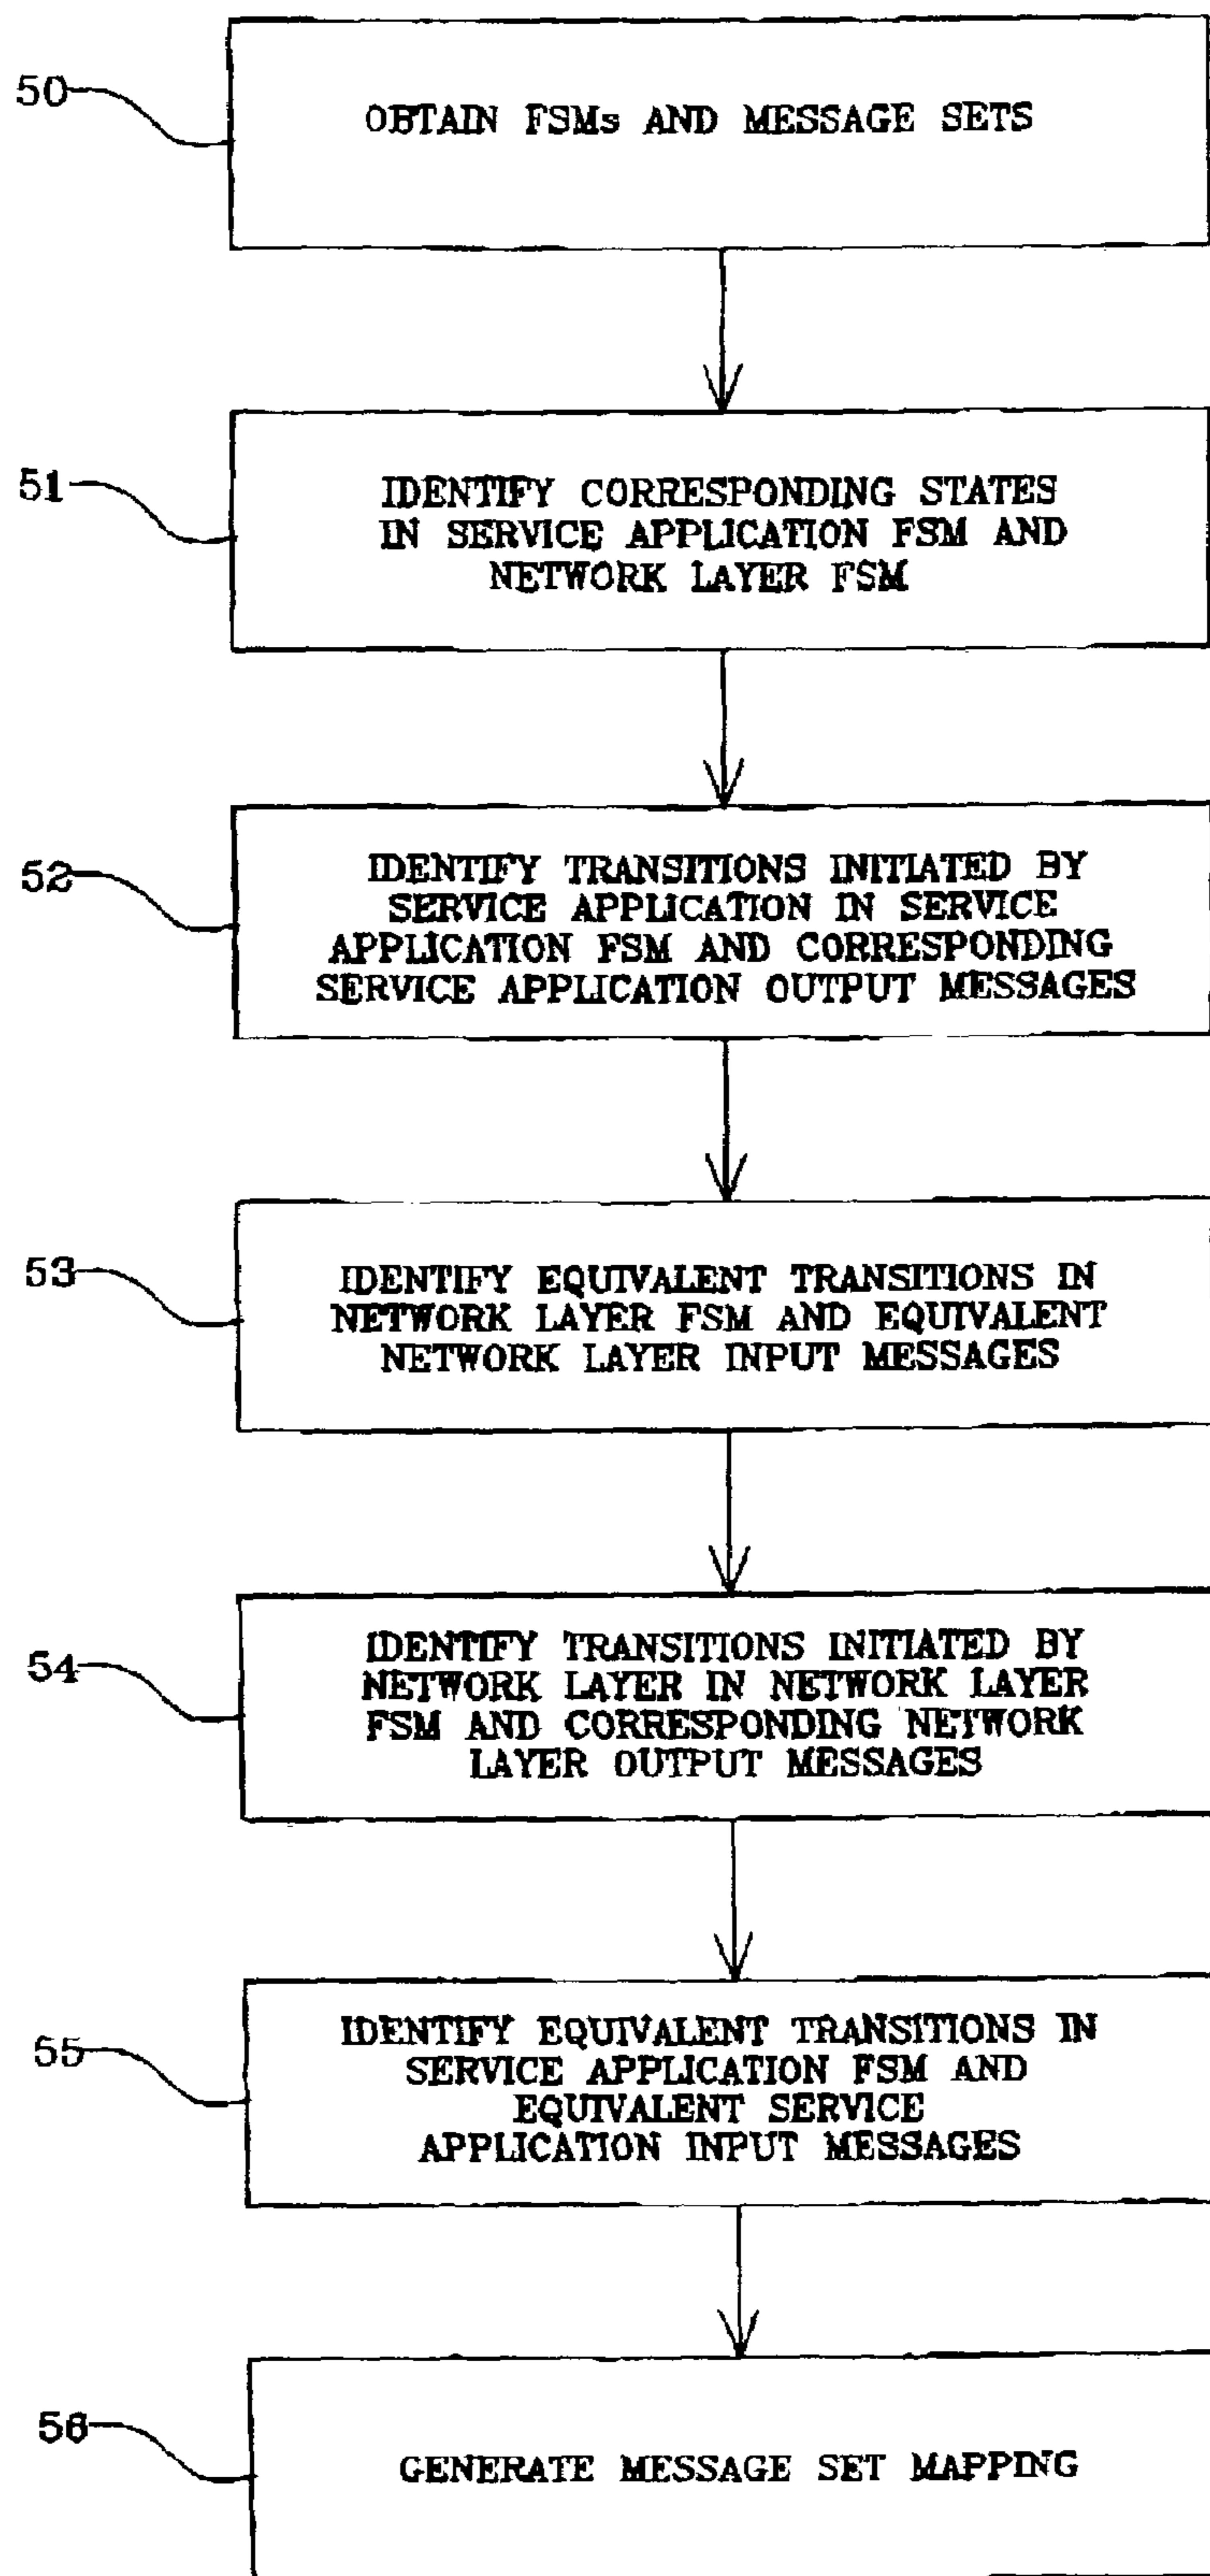 50
OBTAIN FSMs AND MESSAGE SETS
51
IDENTIFY CORRESPONDING STATES
IN SERVICE APPLICATION FSM AND
NETWORK LAYER FSM
52
IDENTIFY TRANSITIONS INITIATED BY
SERVICE APPLICATION IN SERVICE
APPLICATION FSM AND CORRESPONDING
SERVICE APPLICATION OUTPUT MESSAGES
53
IDENTIFY EQUIVALENT TRANSITIONS IN
NETWORK LAYER FSM AND EQUIVALENT
NETWORK LAYER INPUT MESSAGES
54
IDENTIFY TRANSITIONS INITIATED BY
NETWORK LAYER IN NETWORK LAYER
FSM AND CORRESPONDING NETWORK
LAYER OUTPUT MESSAGES
55
IDENTIFY EQUIVALENT TRANSITIONS IN
SERVICE APPLICATION FSM AND
EQUIVALENT SERVICE
APPLICATION INPUT MESSAGES
56
GENERATE MESSAGE SET MAPPING